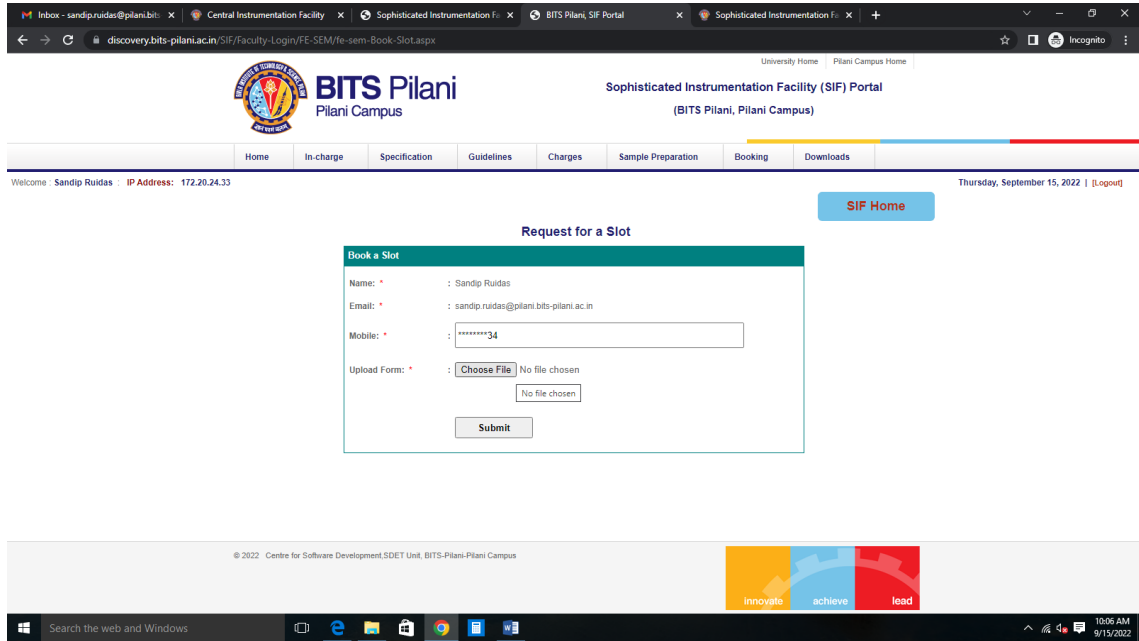 Inbox - sandip.ruidas@pilani.bits
Central Instrumentation Facility
Sophisticated Instrumentation Fa
BITS Pilani, SIF Portal
Sophisticated Instrumentation Fa
discovery.bits-pilani.ac.in/SIF/Faculty-Login/FE-SEM/fe-sem-Book-Slot.aspx
Incognito
University Home
Pilani Campus Home
BITS Pilani
Pilani Campus
Sophisticated Instrumentation Facility (SIF) Portal
(BITS Pilani, Pilani Campus)
Home In-charge Specification Guidelines Charges Sample Preparation Booking Downloads
Welcome : Sandip Ruidas : IP Address: 172.20.24.33
Thursday, September 15, 2022 | [Logout]
SIF Home
Request for a Slot
Book a Slot
Name: * : Sandip Ruidas
Email: * : sandip.ruidas@pilani.bits-pilani.ac.in
Mobile: * : ********34
Upload Form: * : Choose File No file chosen
No file chosen
Submit
© 2022 Centre for Software Development,SDET Unit, BITS-Pilani-Pilani Campus
innovate achieve lead
Search the web and Windows
10:06 AM
9/15/2022